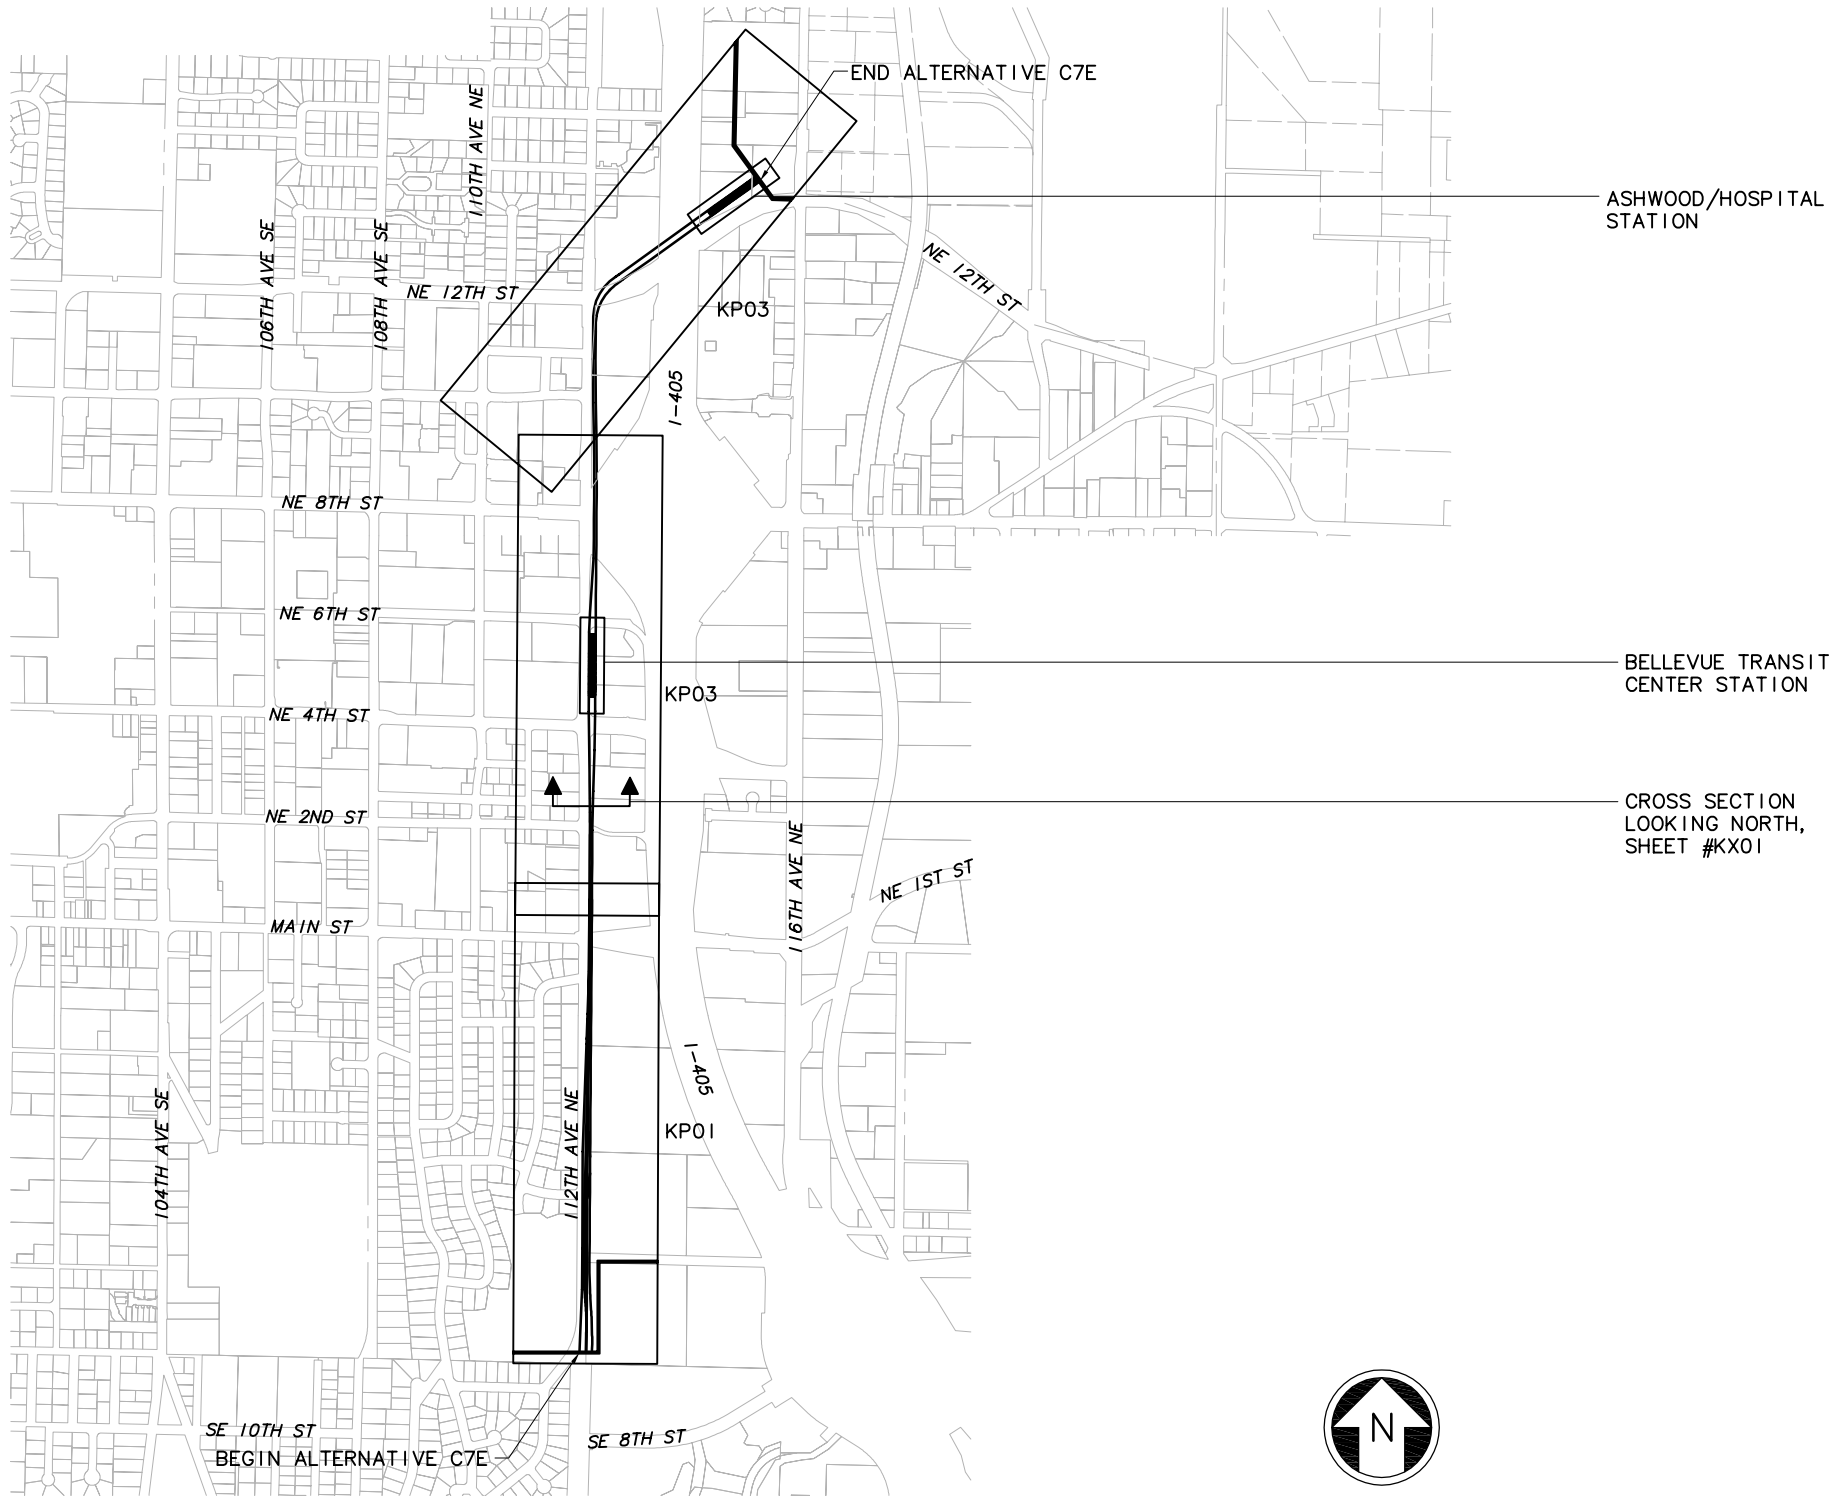 END ALTERNATIVE C7E
110TH AVE NE
ASHWOOD/HOSPITAL
STATION
106TH AVE SE
108TH AVE SE
NE 12TH ST
NE 12TH ST
KP03
I-405
NE 8TH ST
NE 6TH ST
BELLEVUE TRANSIT
CENTER STATION
KP03
NE 4TH ST
CROSS SECTION
LOOKING NORTH,
SHEET #KX01
NE 2ND ST
116TH AVE NE
NE 1ST ST
MAIN ST
I-405
104TH AVE SE
112TH AVE NE
KP01
SE 10TH ST
SE 8TH ST
BEGIN ALTERNATIVE C7E
N